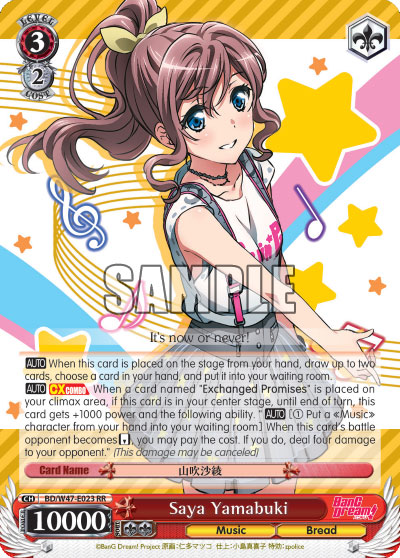 LEVEL
3
2
COST
SAMPLE
It's now or never!
AUTO When this card is placed on the stage from your hand, draw up to two
cards, choose a card in your hand, and put it into your waiting room.
AUTO CXCOMBO When a card named "Exchanged Promises" is placed on
your climax area, if this card is in your center stage, until end of turn, this
card gets +1000 power and the following ability. "AUTO [(1) Put a «Music»
character from your hand into your waiting room] When this card's battle
opponent becomes, you may pay the cost. If you do, deal four damage
to your opponent." (This damage may be canceled)
Card Name 山吹沙綾
CH BD/W47-E023 RR
BanG Dream!
10000
Saya Yamabuki
Music Bread
©BanG Dream! Project 原画:仁多マツコ 仕上:小島真喜子 特効:zpolice